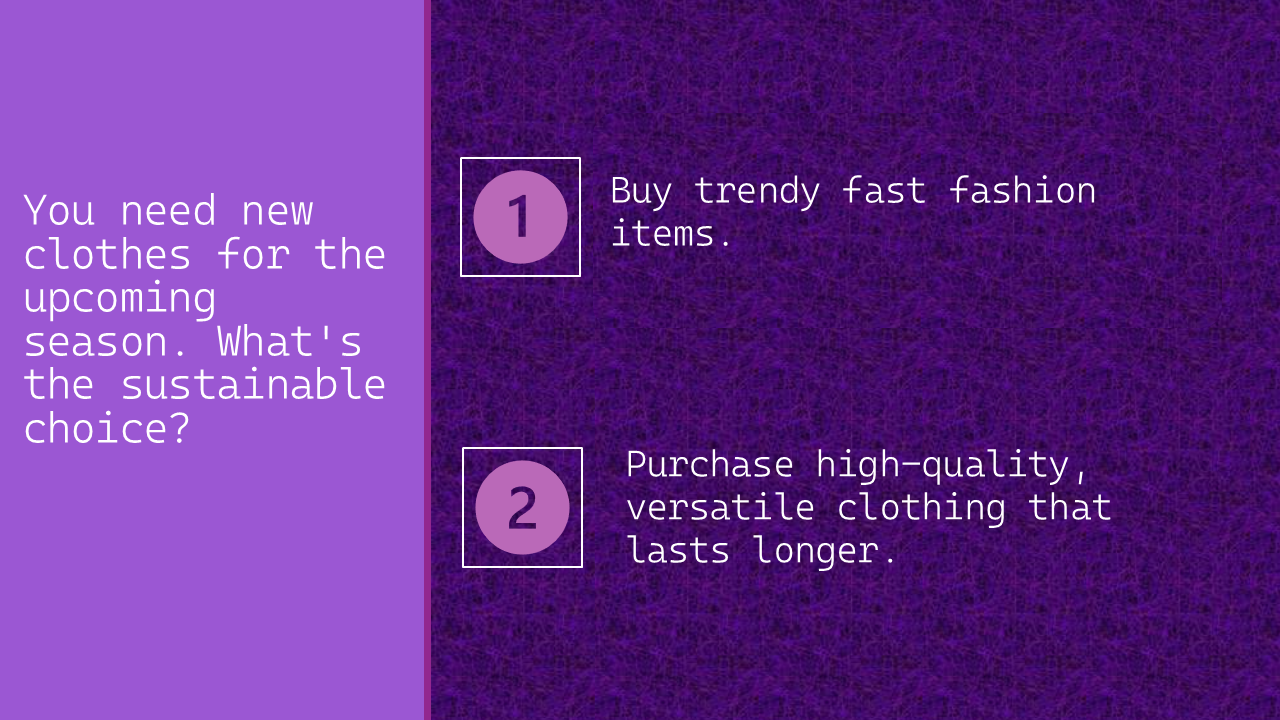 You need new
clothes for the
upcoming
season. What's
the sustainable
choice?
1
Buy trendy fast fashion
items.
2
Purchase high-quality,
versatile clothing that
lasts longer.